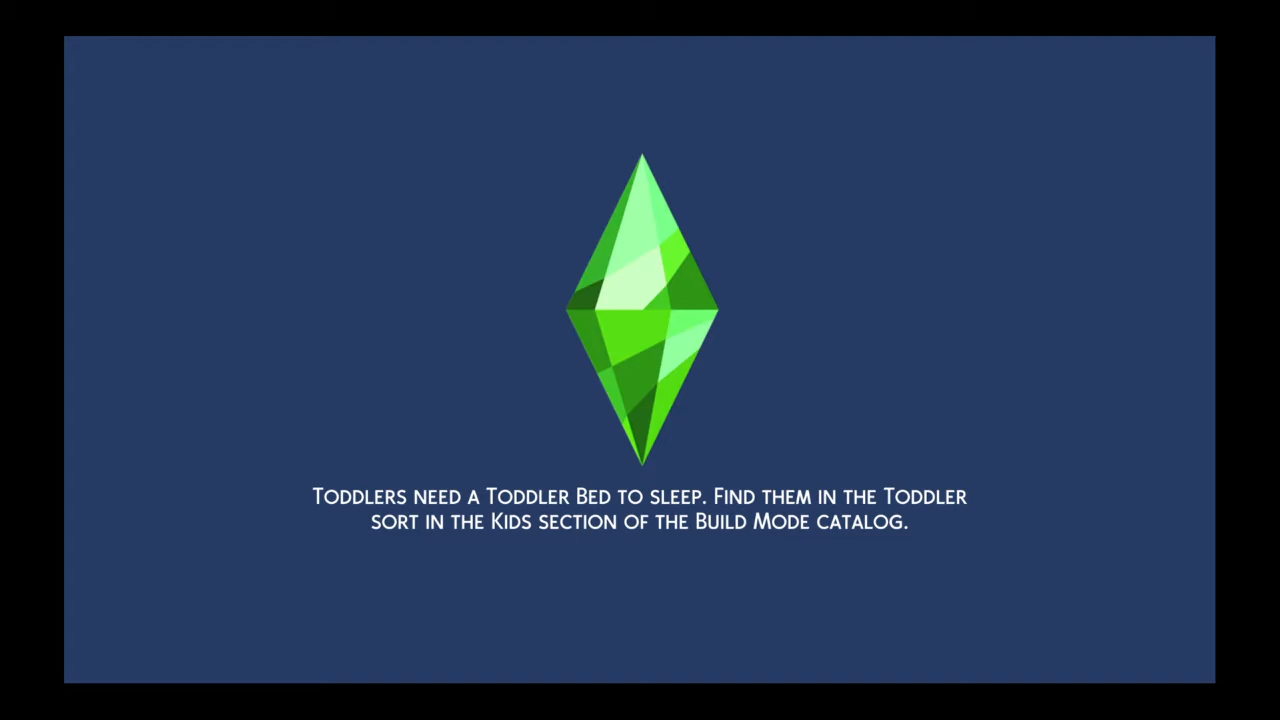 Toddlers need a Toddler Bed to sleep. Find them in the Toddler
sort in the Kids section of the Build Mode catalog.